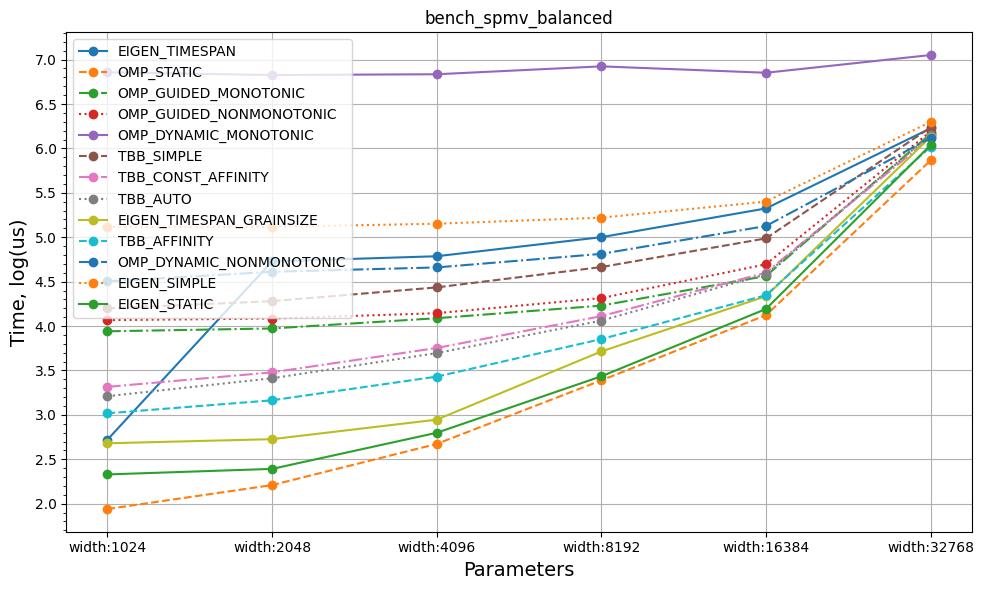 bench_spmv_balanced
EIGEN_TIMESPAN
OMP_STATIC
OMP_GUIDED_MONOTONIC
OMP_GUIDED_NONMONOTONIC
OMP_DYNAMIC_MONOTONIC
TBB_SIMPLE
TBB_CONST_AFFINITY
TBB_AUTO
EIGEN_TIMESPAN_GRAINSIZE
TBB_AFFINITY
OMP_DYNAMIC_NONMONOTONIC
EIGEN_SIMPLE
EIGEN_STATIC
Time, log(us)
7.0
6.5
6.0
5.5
5.0
4.5
4.0
3.5
3.0
2.5
2.0
width:1024
width:2048
width:4096
width:8192
width:16384
width:32768
Parameters